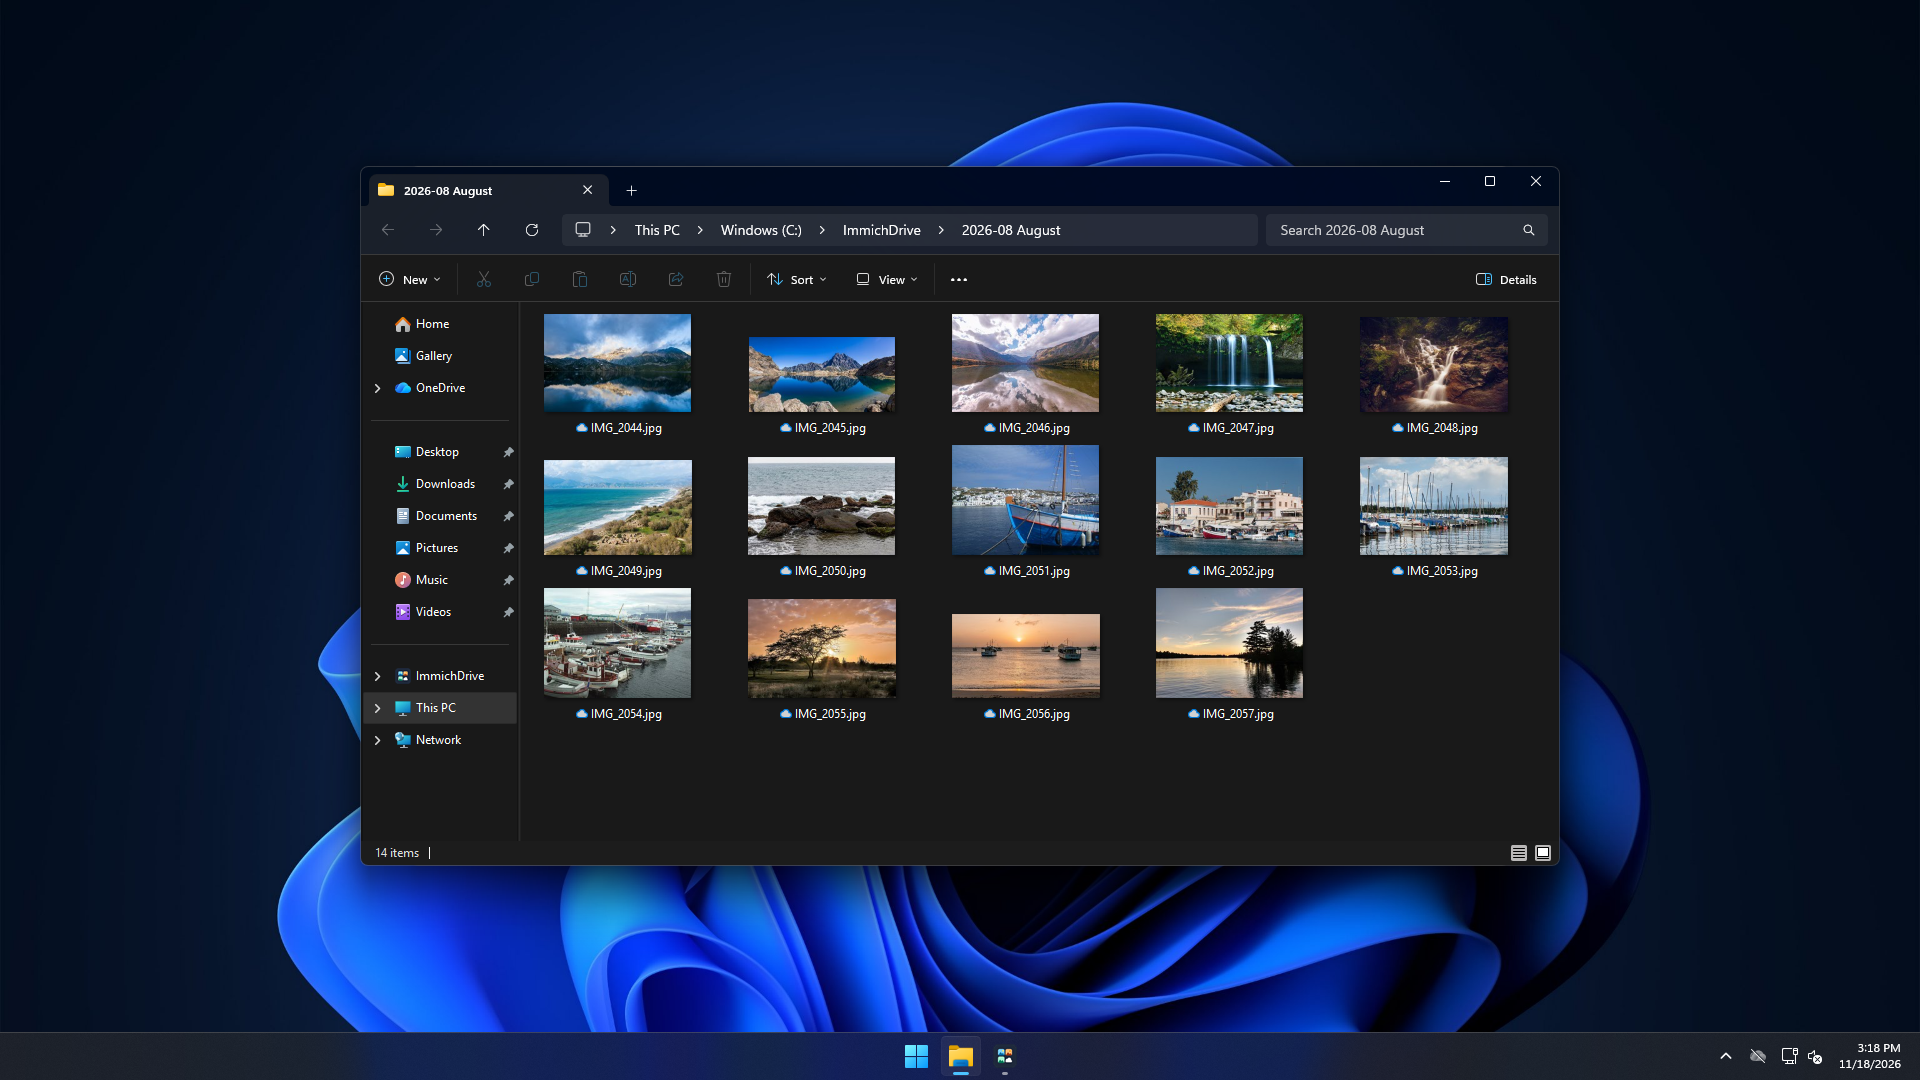 2026-08 August
This PC
Windows (C:)
ImmichDrive
2026-08 August
Search 2026-08 August
New
Sort
View
Details
Home
Gallery
OneDrive
Desktop
Downloads
Documents
Pictures
Music
Videos
ImmichDrive
This PC
Network
IMG_2044.jpg
IMG_2045.jpg
IMG_2046.jpg
IMG_2047.jpg
IMG_2048.jpg
IMG_2049.jpg
IMG_2050.jpg
IMG_2051.jpg
IMG_2052.jpg
IMG_2053.jpg
IMG_2054.jpg
IMG_2055.jpg
IMG_2056.jpg
IMG_2057.jpg
14 items
3:18 PM
11/18/2026